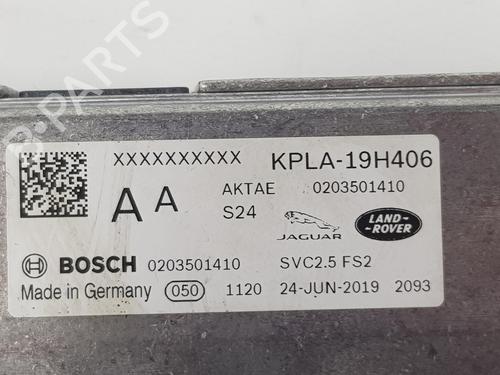 XXXXXXXXXX KPLA-19H406
A A AKTAE 0203501410
S24 JAGUAR LAND-ROVER
BOSCH 0203501410 SVC2.5 FS2
Made in Germany 050 1120 24-JUN-2019 2093
B-PARTS